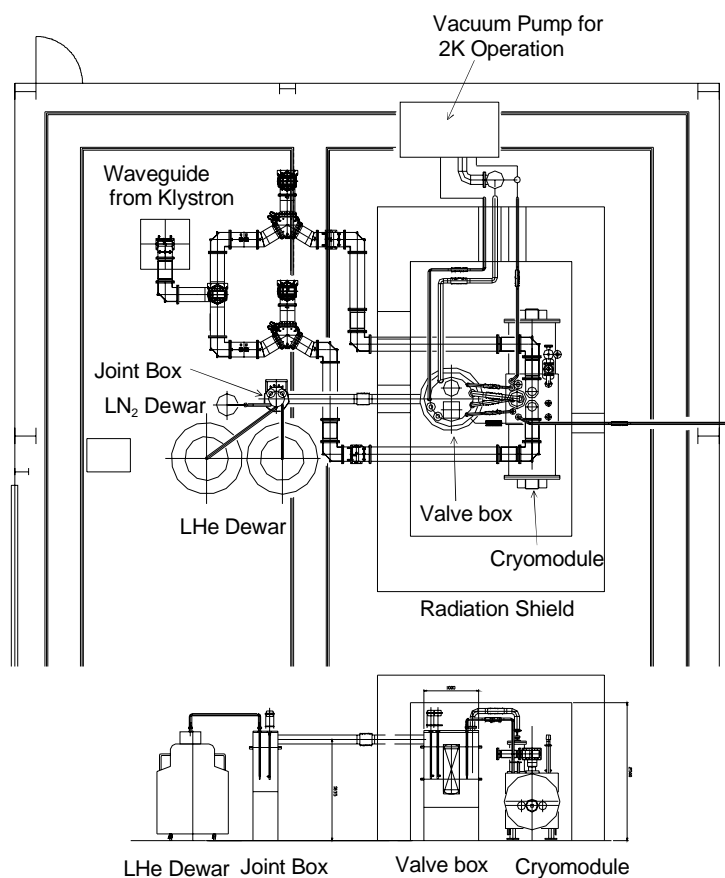 Vacuum Pump for
2K Operation
Waveguide
from Klystron
Joint Box
LN₂ Dewar
LHe Dewar
Valve box
Cryomodule
Radiation Shield
LHe Dewar Joint Box Valve box Cryomodule